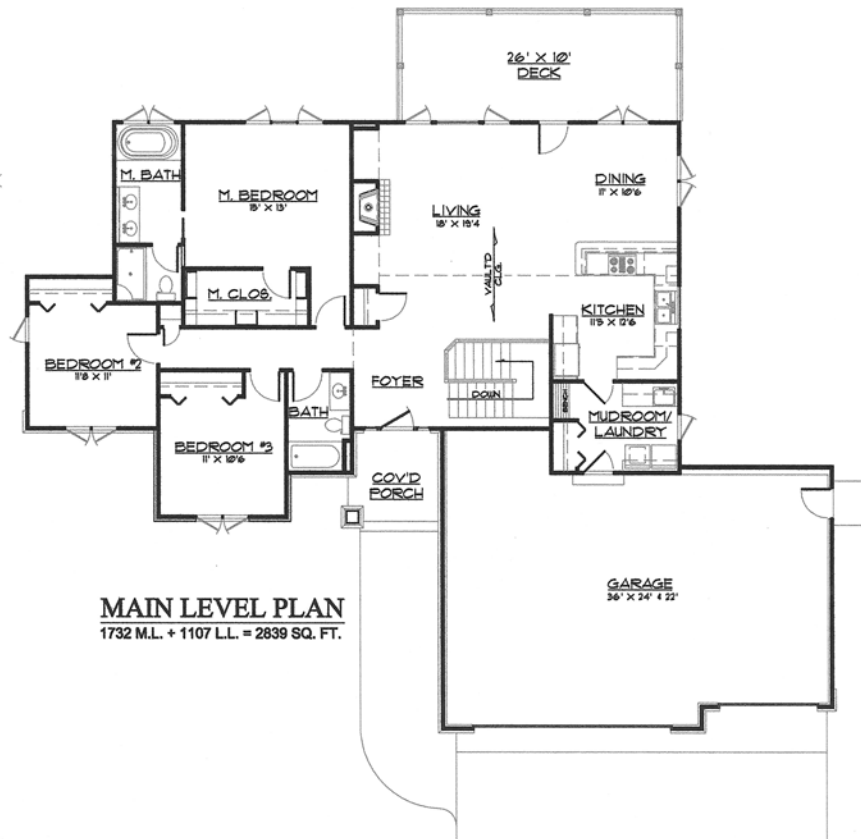 26' X 10'
DECK
M. BATH
M. BEDROOM
15' X 13'
LIVING
18' X 19'4
DINING
11' X 10'6
VAULT'D
CLG.
M. CLOS.
KITCHEN
11'3 X 12'6
BEDROOM #2
11'8 X 11'
FOYER
DOWN
BATH
BENCH
MUDROOM/
LAUNDRY
BEDROOM #3
11' X 10'6
COV'D
PORCH
GARAGE
36' X 24' & 22'
MAIN LEVEL PLAN
1732 M.L. + 1107 L.L. = 2839 SQ. FT.